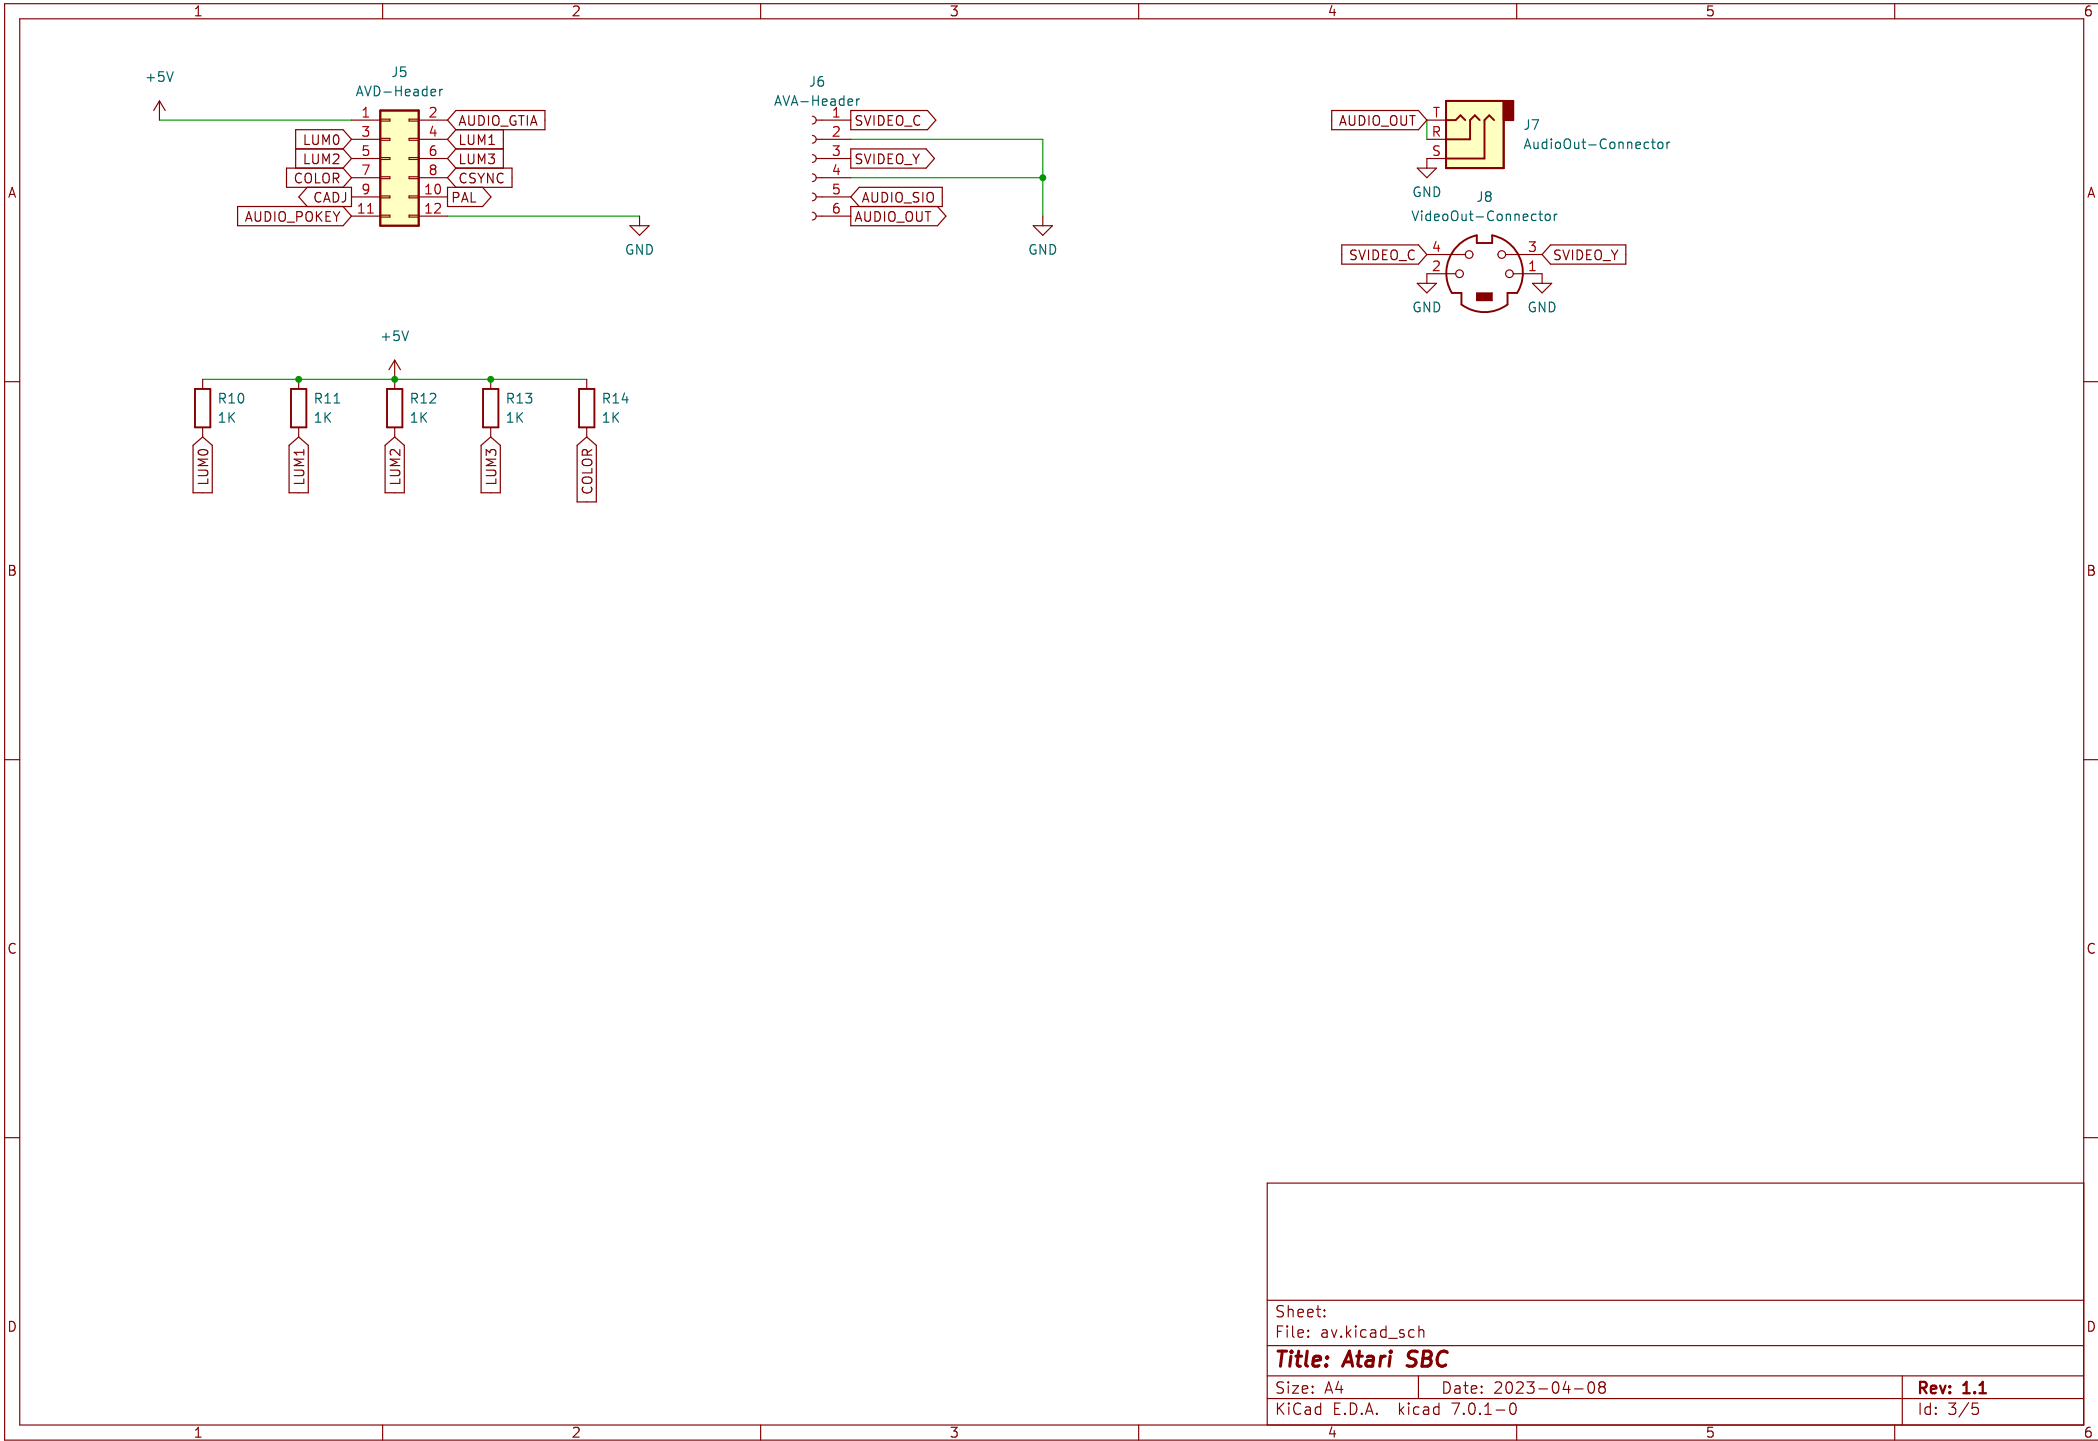 1 2 3 4 5 6
A
B
C
D
A
B
C
D
+5V
J5
AVD-Header
1 2 AUDIO_GTIA
LUM0 3 4 LUM1
LUM2 5 6 LUM3
COLOR 7 8 CSYNC
CADJ 9 10 PAL
AUDIO_POKEY 11 12
GND
J6
AVA-Header
1 SVIDEO_C
2
3 SVIDEO_Y
4
5 AUDIO_SIO
6 AUDIO_OUT
GND
AUDIO_OUT T
R
S
GND
J7
AudioOut-Connector
J8
VideoOut-Connector
SVIDEO_C 4 3 SVIDEO_Y
2 1
GND GND
+5V
R10 R11 R12 R13 R14
1K 1K 1K 1K 1K
LUM0 LUM1 LUM2 LUM3 COLOR
Sheet:
File: av.kicad_sch
Title: Atari SBC
Size: A4 Date: 2023-04-08 Rev: 1.1
KiCad E.D.A. kicad 7.0.1-0 Id: 3/5
1 2 3 4 5 6